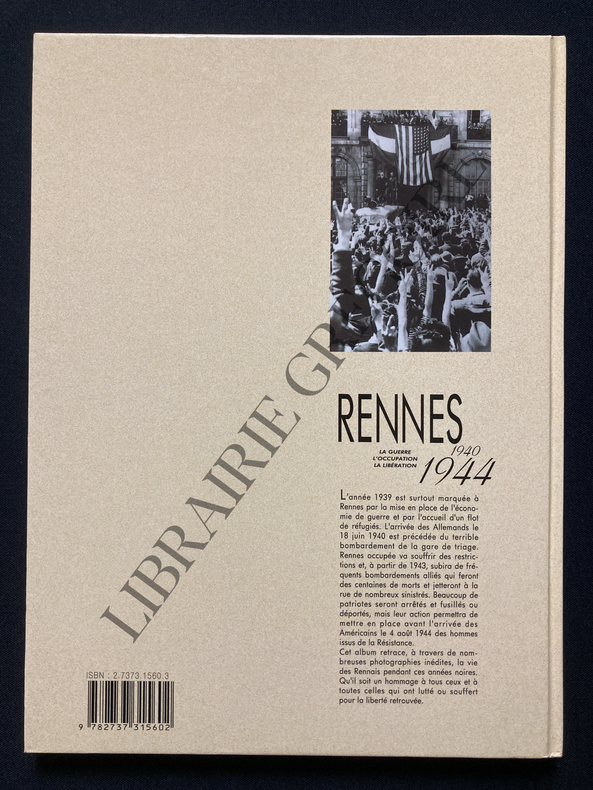 RENNES
LA GUERRE
L'OCCUPATION
LA LIBÉRATION
1940
1944
L'année 1939 est surtout marquée à
Rennes par la mise en place de l'écono-
mie de guerre et par l'accueil d'un flot
de réfugiés. L'arrivée des Allemands le
18 juin 1940 est précédée du terrible
bombardement de la gare de triage.
Rennes occupée va souffrir des restric-
tions et, à partir de 1943, subira de fré-
quents bombardements alliés qui feront
des centaines de morts et jetteront à la
rue de nombreux sinistrés. Beaucoup de
patriotes seront arrêtés et fusillés ou
déportés, mais leur action permettra de
mettre en place avant l'arrivée des
Américains le 4 août 1944 des hommes
issus de la Résistance.
Cet album retrace, à travers de nom-
breuses photographies inédites, la vie
des Rennais pendant ces années noires.
Qu'il soit un hommage à tous ceux et à
toutes celles qui ont lutté ou souffert
pour la liberté retrouvée.
ISBN : 2.7373.1560.3
9 782737 315602
LIBRAIRIE